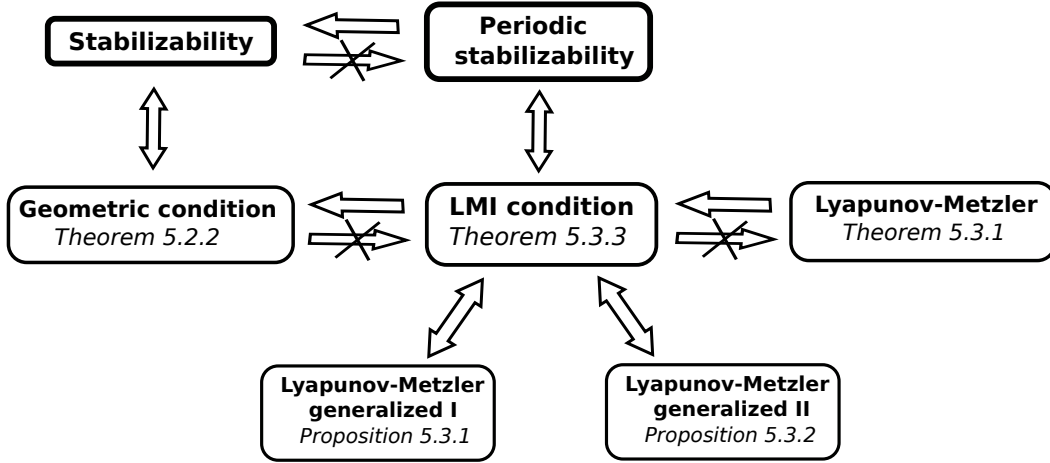 Stabilizability
Periodic
stabilizability
Geometric condition
Theorem 5.2.2
LMI condition
Theorem 5.3.3
Lyapunov-Metzler
Theorem 5.3.1
Lyapunov-Metzler
generalized I
Proposition 5.3.1
Lyapunov-Metzler
generalized II
Proposition 5.3.2